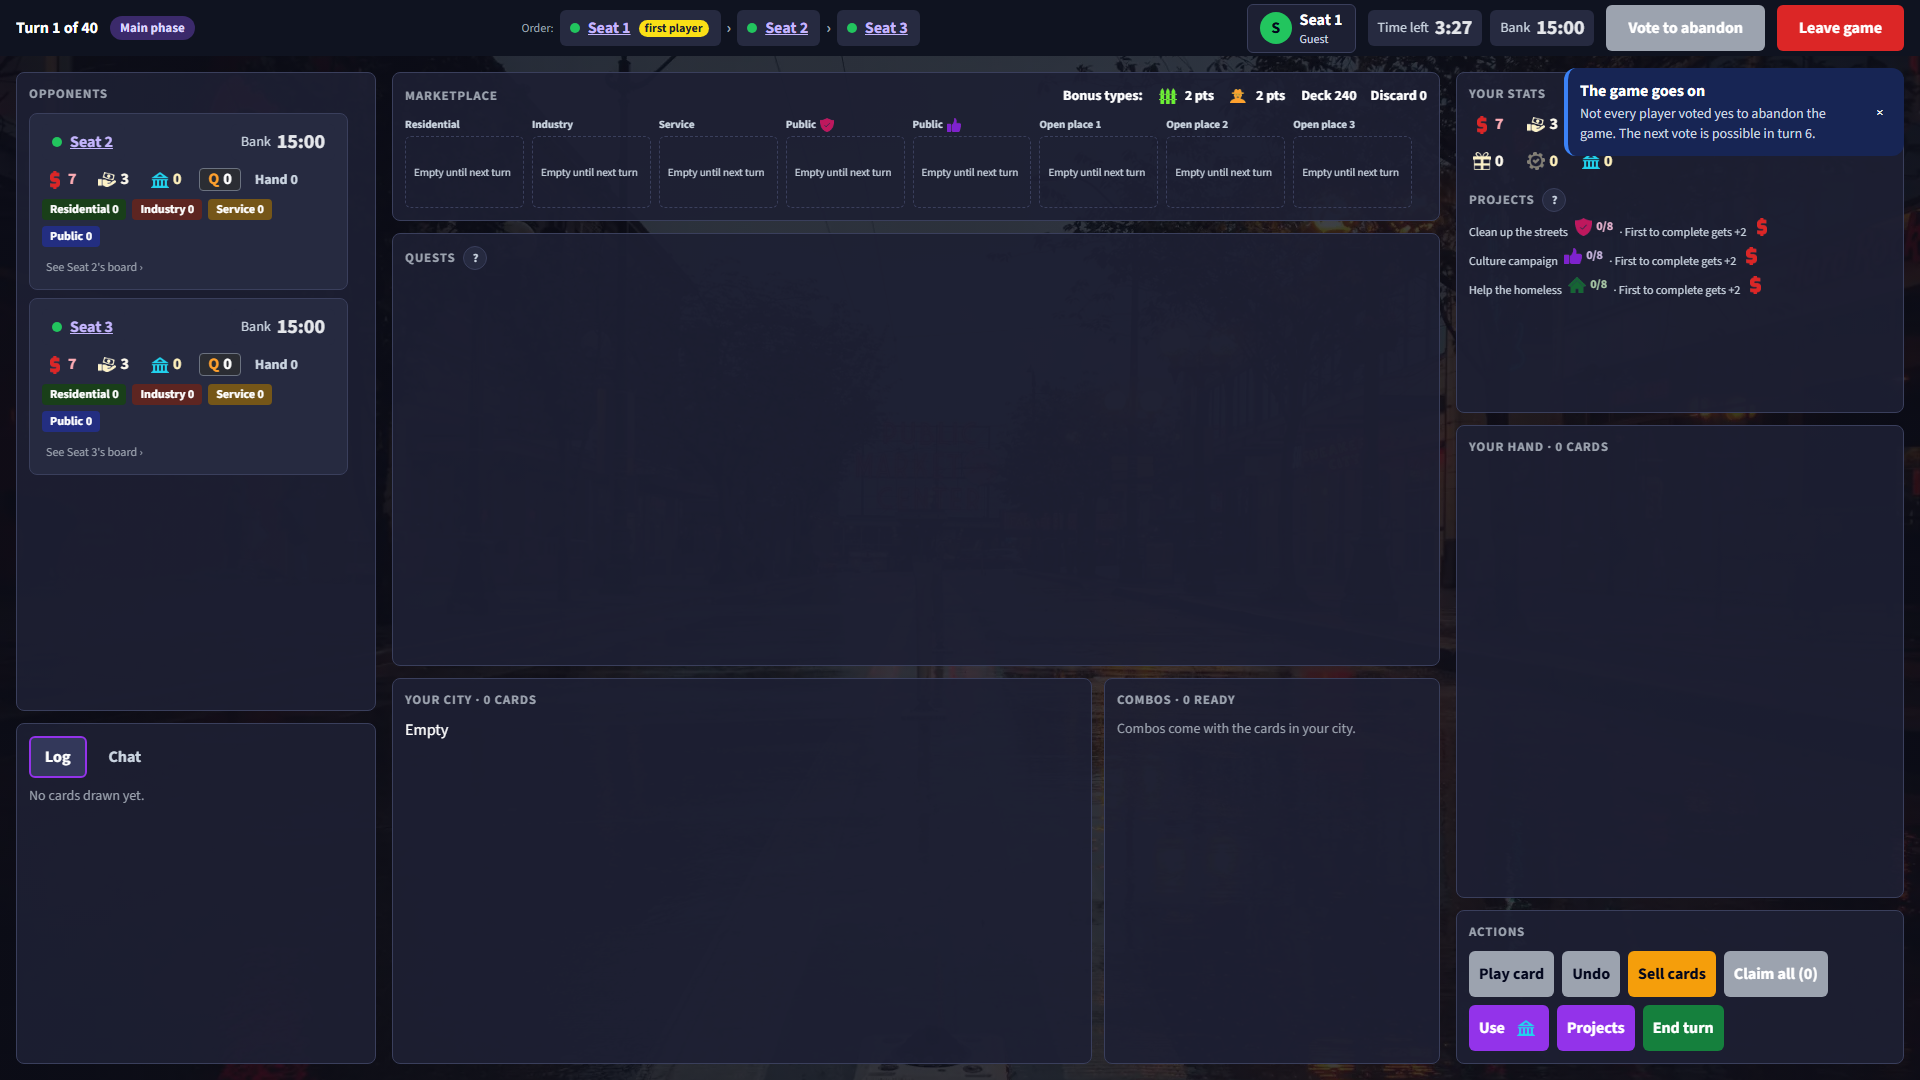 Turn 1 of 40 Main phase
Order: Seat 1 first player › Seat 2 › Seat 3
S Seat 1 Guest
Time left 3:27
Bank 15:00
Vote to abandon
Leave game
OPPONENTS
Seat 2 Bank 15:00
7 3 0 Q 0 Hand 0
Residential 0 Industry 0 Service 0
Public 0
See Seat 2's board ›
Seat 3 Bank 15:00
7 3 0 Q 0 Hand 0
Residential 0 Industry 0 Service 0
Public 0
See Seat 3's board ›
Log Chat
No cards drawn yet.
MARKETPLACE Bonus types: 2 pts 2 pts Deck 240 Discard 0
Residential Industry Service Public Public Open place 1 Open place 2 Open place 3
Empty until next turn Empty until next turn Empty until next turn Empty until next turn Empty until next turn Empty until next turn Empty until next turn Empty until next turn
QUESTS ?
YOUR CITY · 0 CARDS
Empty
COMBOS · 0 READY
Combos come with the cards in your city.
YOUR STATS
7 3
0 0 0
The game goes on
Not every player voted yes to abandon the
game. The next vote is possible in turn 6.
×
PROJECTS ?
Clean up the streets 0/8 · First to complete gets +2
Culture campaign 0/8 · First to complete gets +2
Help the homeless 0/8 · First to complete gets +2
YOUR HAND · 0 CARDS
ACTIONS
Play card Undo Sell cards Claim all (0)
Use Projects End turn